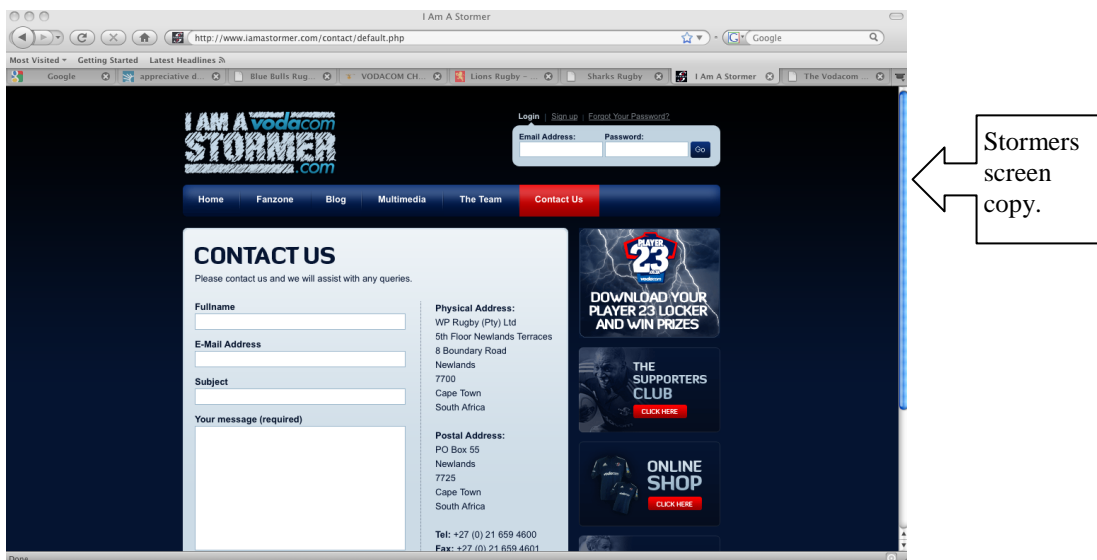 I Am A Stormer
http://www.iamastormer.com/contact/default.php
Google
Most Visited Getting Started Latest Headlines
Google appreciative d... Blue Bulls Rug... VODACOM CH... Lions Rugby - ... Sharks Rugby I Am A Stormer The Vodacom ...
I AM A vodacom
STORMER
.com
Login | Sign up | Forgot Your Password?
Email Address: Password:
Go
Home Fanzone Blog Multimedia The Team Contact Us
CONTACT US
Please contact us and we will assist with any queries.
Fullname
E-Mail Address
Subject
Your message (required)
Physical Address:
WP Rugby (Pty) Ltd
5th Floor Newlands Terraces
8 Boundary Road
Newlands
7700
Cape Town
South Africa
Postal Address:
PO Box 55
Newlands
7725
Cape Town
South Africa
Tel: +27 (0) 21 659 4600
Fax: +27 (0) 21 659 4601
PLAYER
23
vodacom
DOWNLOAD YOUR
PLAYER 23 LOCKER
AND WIN PRIZES
THE
SUPPORTERS
CLUB
CLICK HERE
ONLINE
SHOP
CLICK HERE
Done
Stormers
screen
copy.